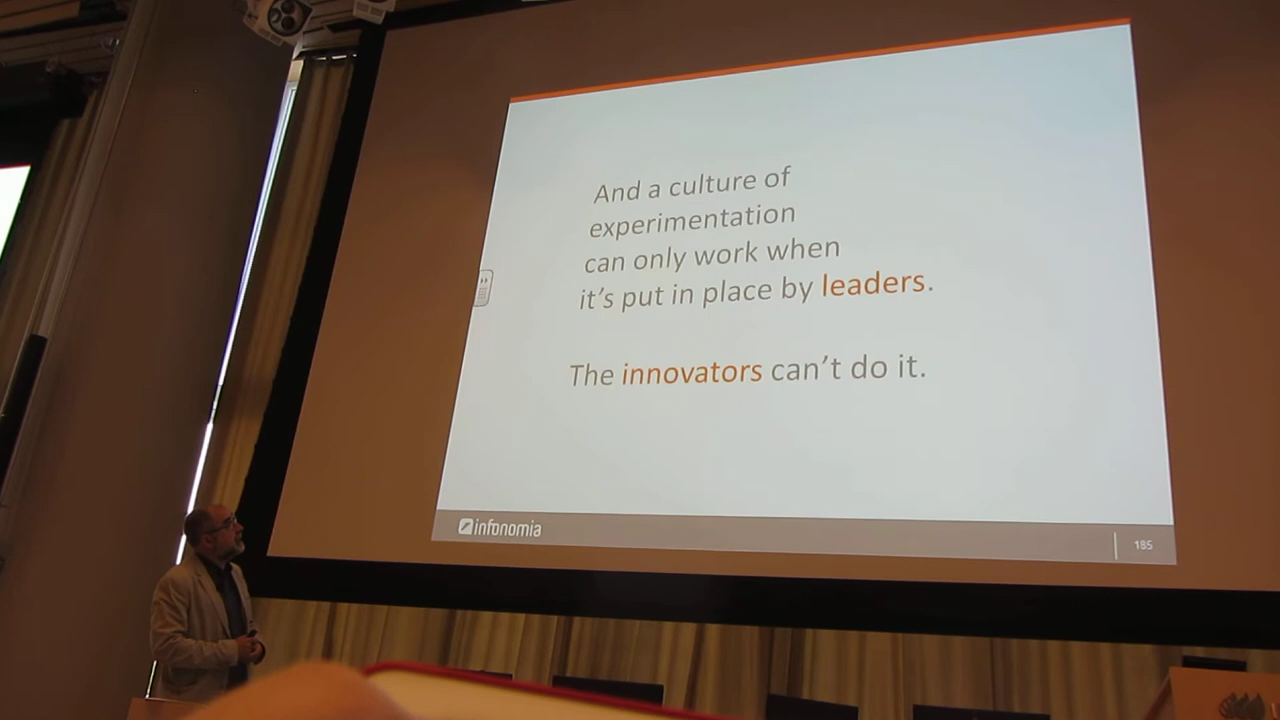 And a culture of
experimentation
can only work when
it's put in place by leaders.
The innovators can't do it.
infonomia
185